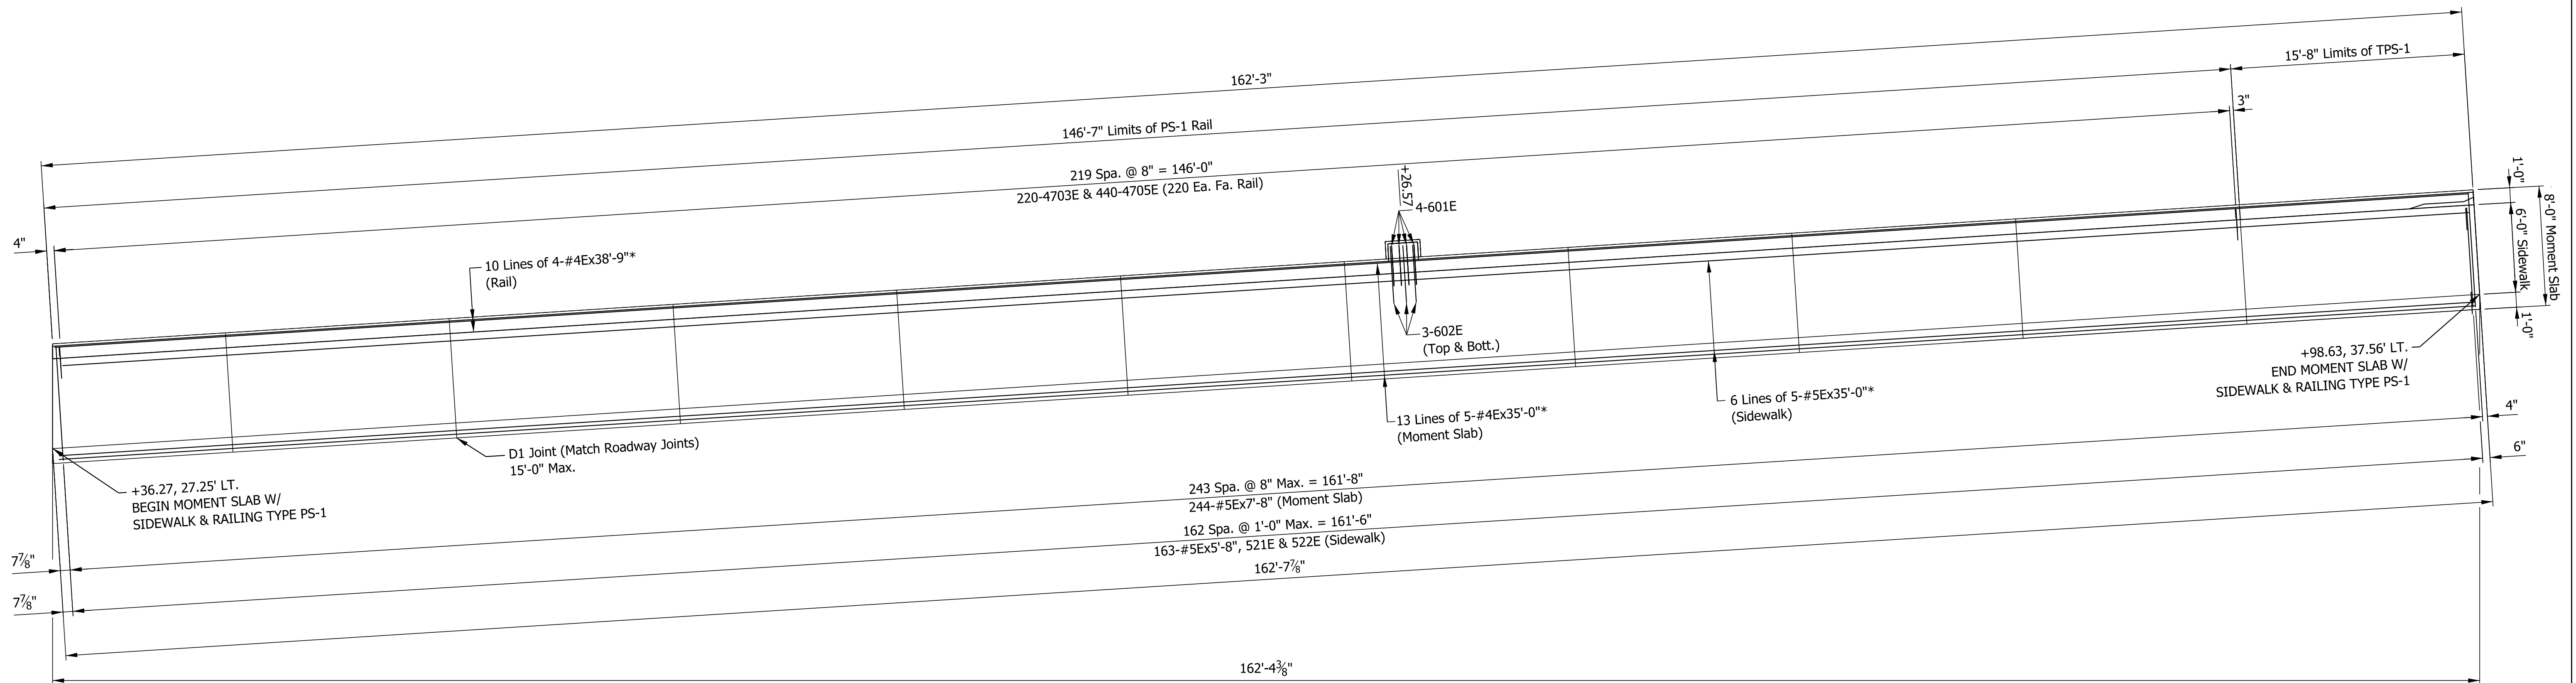 162'-3"
15'-8" Limits of TPS-1
146'-7" Limits of PS-1 Rail
3"
219 Spa. @ 8" = 146'-0"
220-4703E & 440-4705E (220 Ea. Fa. Rail)
4"
+26.57
4-601E
1'-0"
6'-0" Sidewalk
8'-0" Moment Slab
1'-0"
10 Lines of 4-#4Ex38'-9"*
(Rail)
3-602E
(Top & Bott.)
+98.63, 37.56' LT.
END MOMENT SLAB W/
SIDEWALK & RAILING TYPE PS-1
6 Lines of 5-#5Ex35'-0"*
(Sidewalk)
13 Lines of 5-#4Ex35'-0"*
(Moment Slab)
D1 Joint (Match Roadway Joints)
15'-0" Max.
+36.27, 27.25' LT.
BEGIN MOMENT SLAB W/
SIDEWALK & RAILING TYPE PS-1
4"
6"
243 Spa. @ 8" Max. = 161'-8"
244-#5Ex7'-8" (Moment Slab)
162 Spa. @ 1'-0" Max. = 161'-6"
163-#5Ex5'-8", 521E & 522E (Sidewalk)
7⅞"
7⅞"
162'-7⅞"
162'-4⅜"